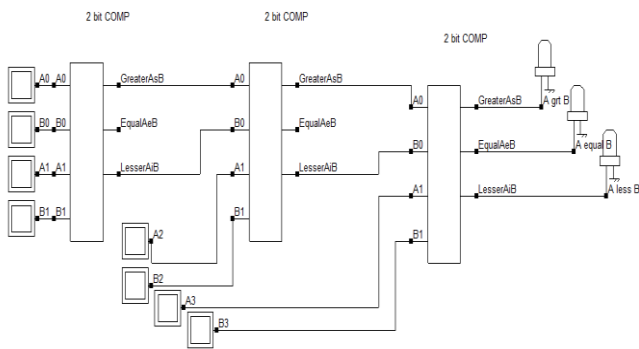 2 bit COMP
2 bit COMP
2 bit COMP
A0 A0 GreaterAsB A0 GreaterAsB A0 GreaterAsB A grt B
B0 B0 EqualAeB B0 EqualAeB B0 EqualAeB A equal B
A1 A1 LesserAiB A1 LesserAiB A1 LesserAiB A less B
B1 B1 B1 B1
A2
B2
A3
B3